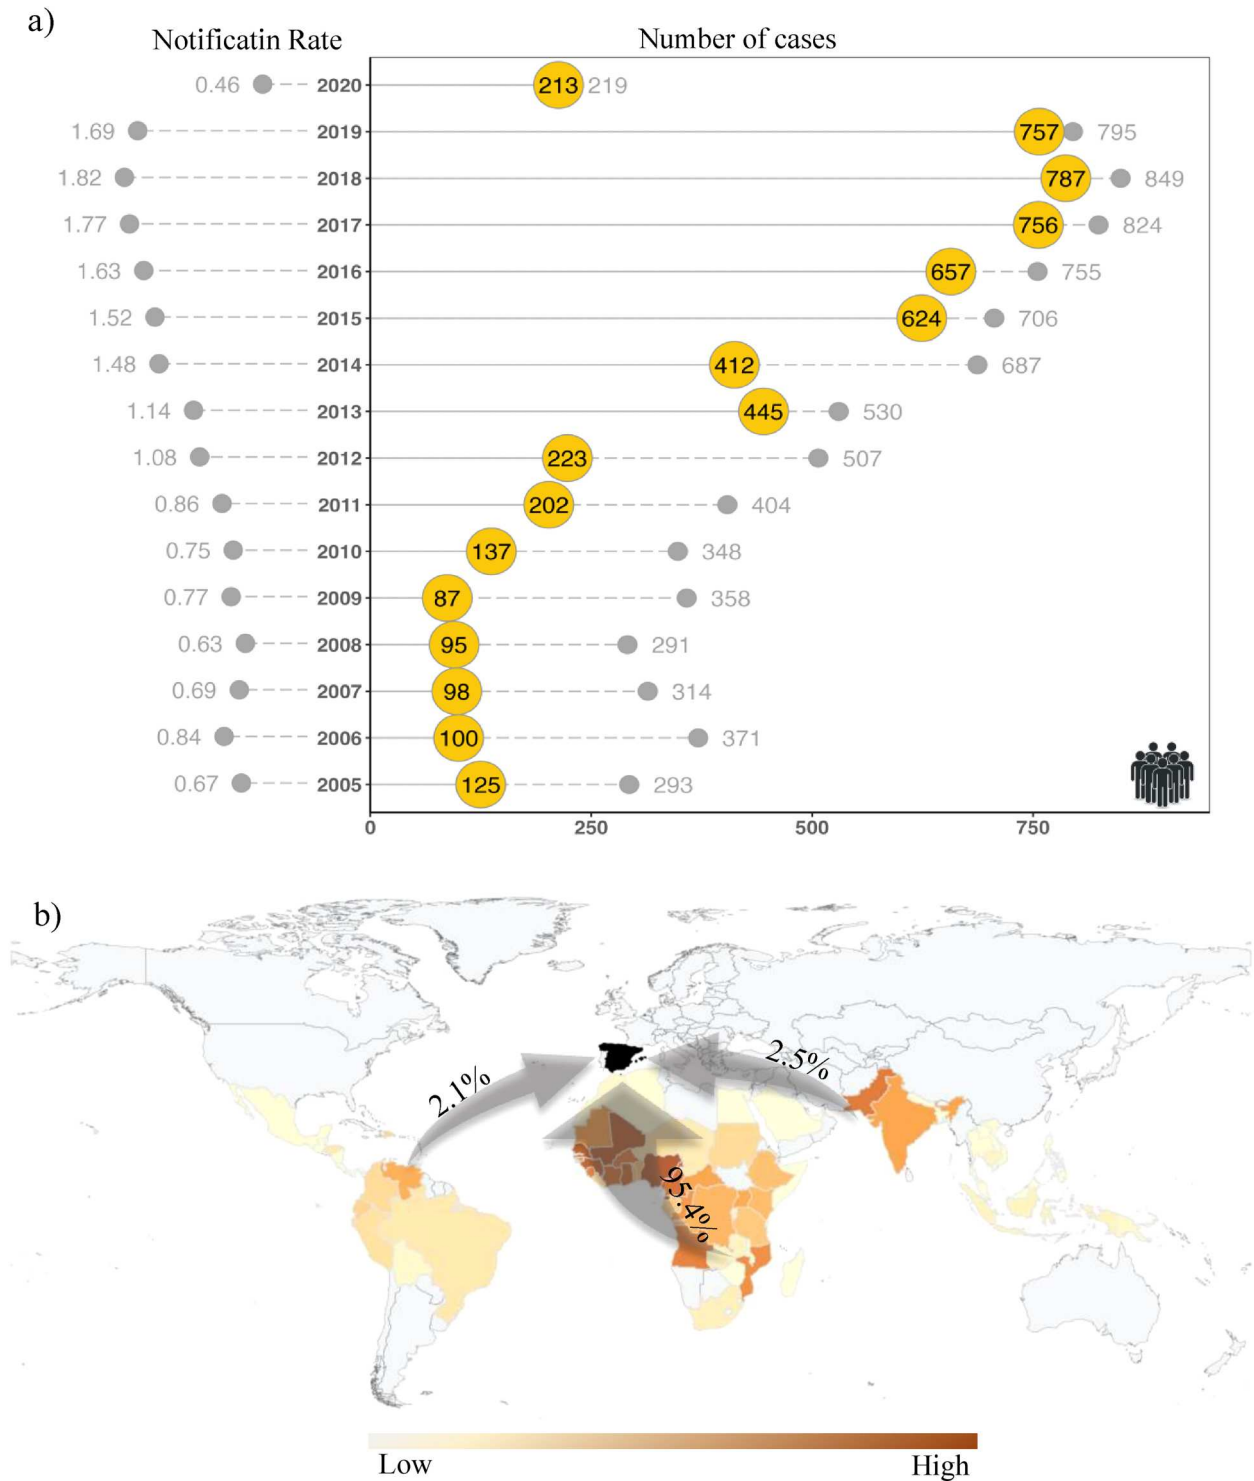 a)
Notificatin Rate Number of cases
0.46 2020 213 219
1.69 2019 757 795
1.82 2018 787 849
1.77 2017 756 824
1.63 2016 657 755
1.52 2015 624 706
1.48 2014 412 687
1.14 2013 445 530
1.08 2012 223 507
0.86 2011 202 404
0.75 2010 137 348
0.77 2009 87 358
0.63 2008 95 291
0.69 2007 98 314
0.84 2006 100 371
0.67 2005 125 293
0 250 500 750
b)
2.1%
2.5%
95.4%
Low High